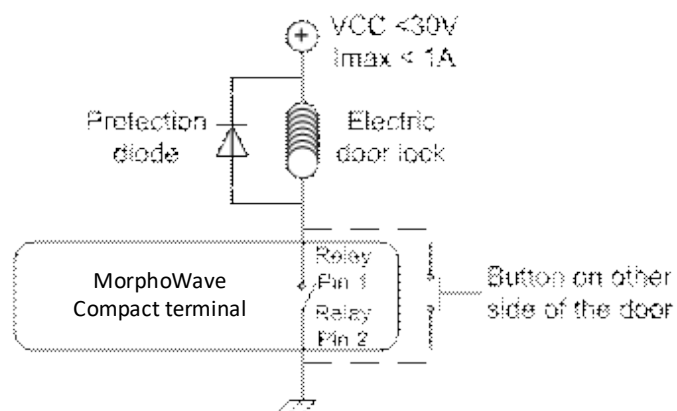 VCC <30V
Imax < 1A
Protection
diode
Electric
door lock
MorphoWave
Compact terminal
Relay
Pin 1
Relay
Pin 2
Button on other
side of the door